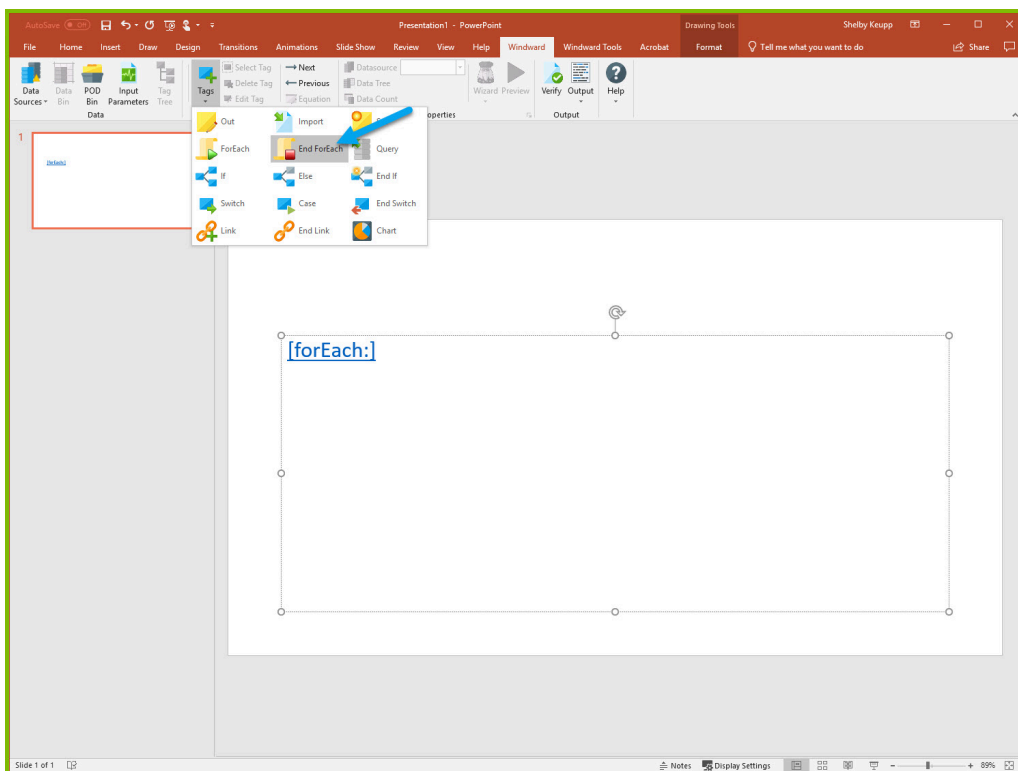 AutoSave Off Presentation1 - PowerPoint Drawing Tools Shelby Keupp
File Home Insert Draw Design Transitions Animations Slide Show Review View Help Windward Windward Tools Acrobat Format Tell me what you want to do Share
Select Tag Next Datasource
Delete Tag Previous Data Tree
Edit Tag Equation Data Count
Data Sources Data Bin POD Bin Input Parameters Tag Tree Tags Wizard Preview Verify Output Help
Data operties Output
Out Import
ForEach End ForEach Query
If Else End If
Switch Case End Switch
Link End Link Chart
1
[forEach:]
[forEach:]
Slide 1 of 1 Notes Display Settings 89%